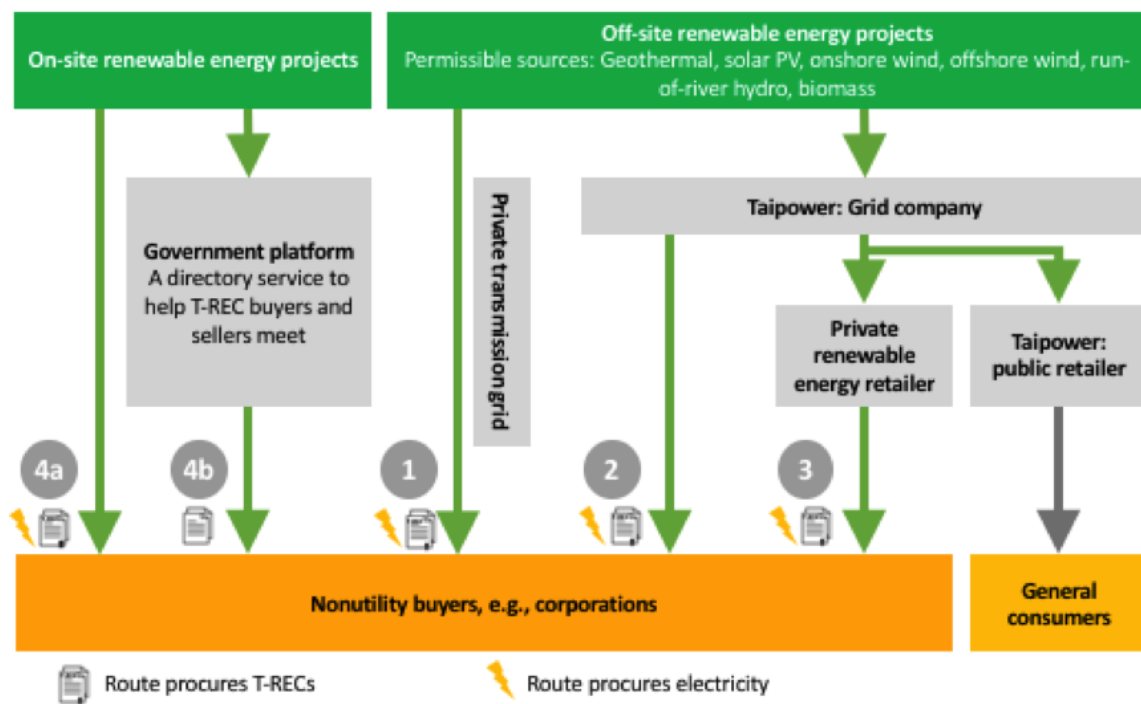 On-site renewable energy projects
Off-site renewable energy projects
Permissible sources: Geothermal, solar PV, onshore wind, offshore wind, run-
of-river hydro, biomass
Government platform
A directory service to
help T-REC buyers and
sellers meet
Private transmission grid
Taipower: Grid company
Private
renewable
energy retailer
Taipower:
public retailer
4a
4b
1
2
3
Nonutility buyers, e.g., corporations
General
consumers
Route procures T-RECs
Route procures electricity